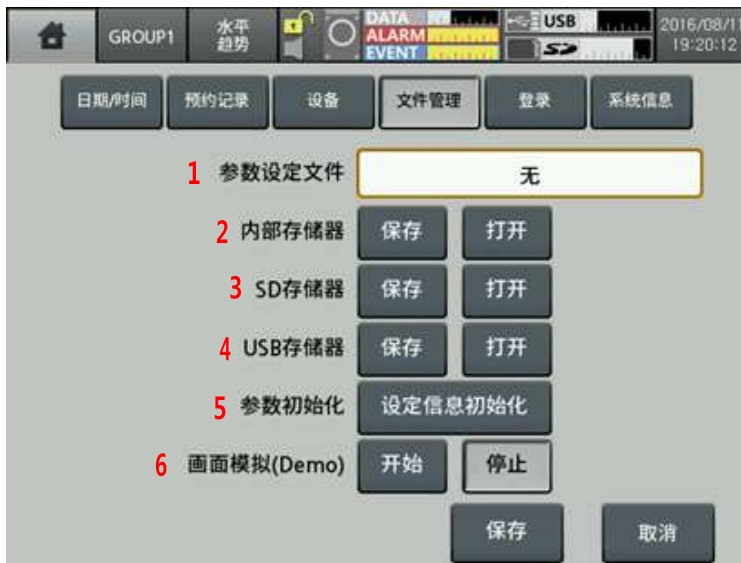 GROUP1 水平趋势 DATA ALARM EVENT USB SD 2016/08/11 19:20:12
日期/时间 预约记录 设备 文件管理 登录 系统信息
1 参数设定文件 无
2 内部存储器 保存 打开
3 SD存储器 保存 打开
4 USB存储器 保存 打开
5 参数初始化 设定信息初始化
6 画面模拟(Demo) 开始 停止
保存 取消